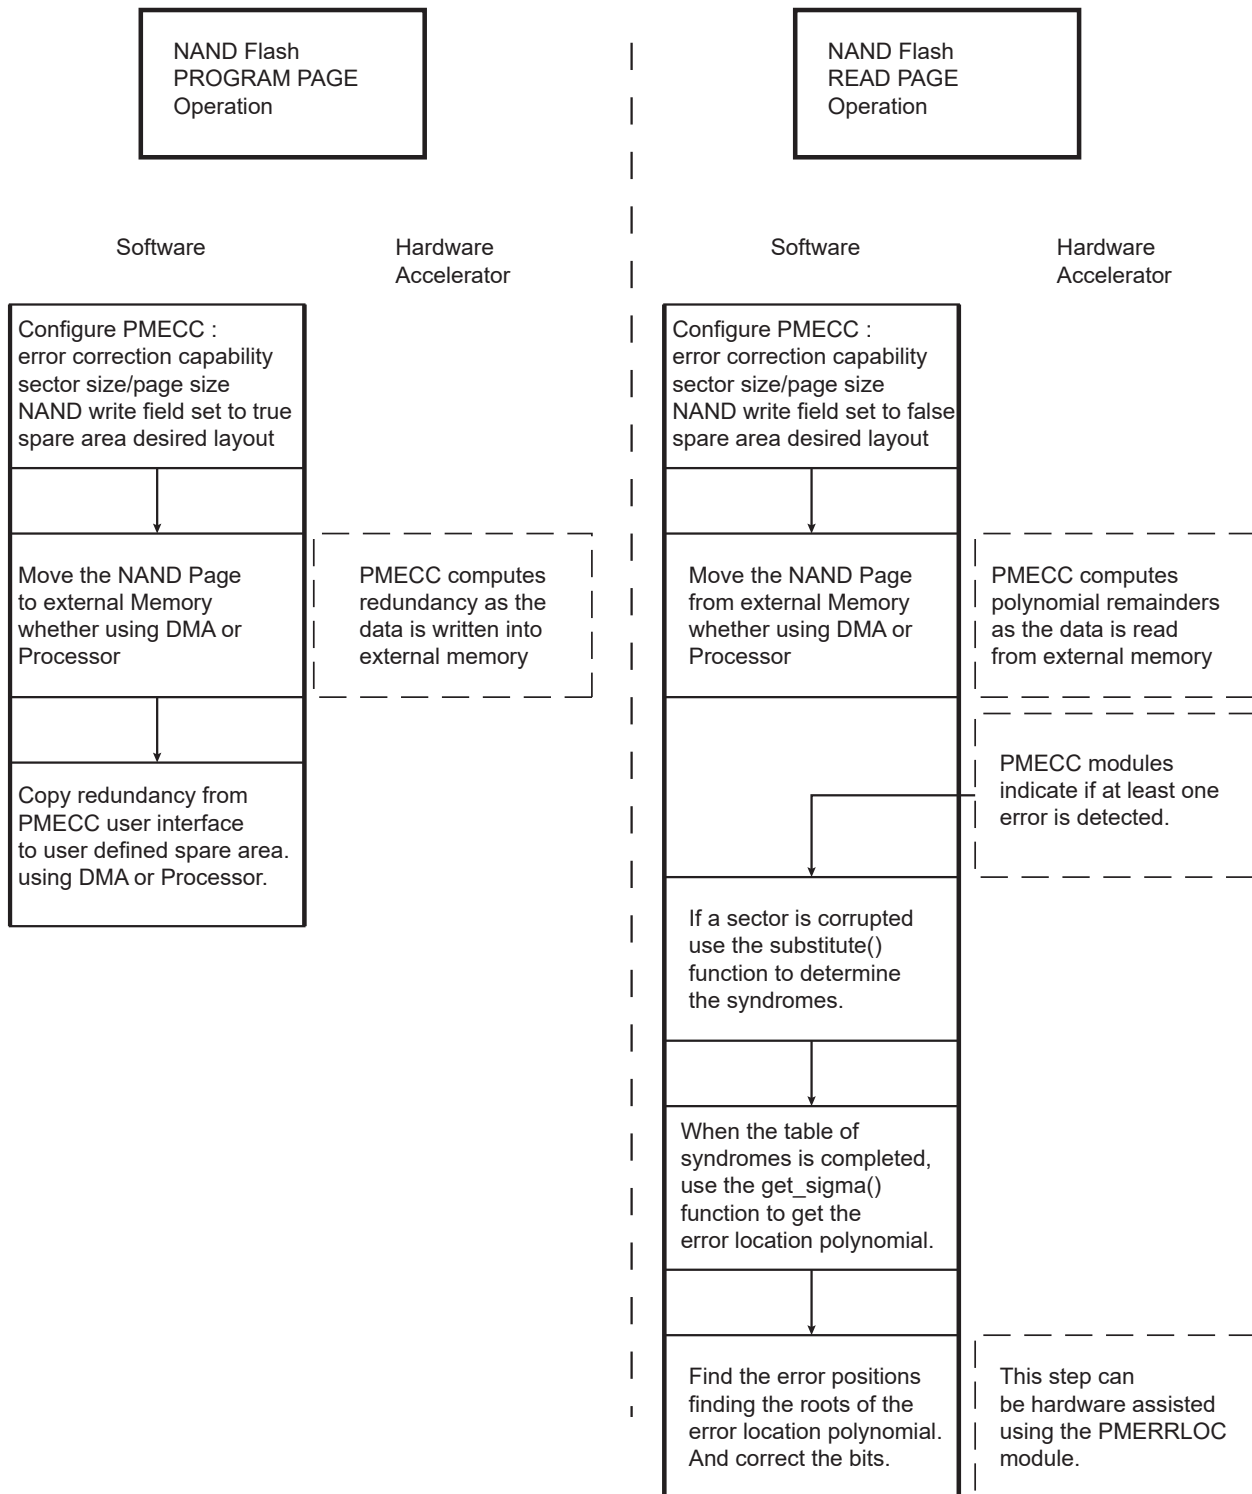 NAND Flash
PROGRAM PAGE
Operation
Software
Hardware
Accelerator
Configure PMECC :
error correction capability
sector size/page size
NAND write field set to true
spare area desired layout
Move the NAND Page
to external Memory
whether using DMA or
Processor
PMECC computes
redundancy as the
data is written into
external memory
Copy redundancy from
PMECC user interface
to user defined spare area.
using DMA or Processor.
NAND Flash
READ PAGE
Operation
Software
Hardware
Accelerator
Configure PMECC :
error correction capability
sector size/page size
NAND write field set to false
spare area desired layout
Move the NAND Page
from external Memory
whether using DMA or
Processor
PMECC computes
polynomial remainders
as the data is read
from external memory
PMECC modules
indicate if at least one
error is detected.
If a sector is corrupted
use the substitute()
function to determine
the syndromes.
When the table of
syndromes is completed,
use the get_sigma()
function to get the
error location polynomial.
Find the error positions
finding the roots of the
error location polynomial.
And correct the bits.
This step can
be hardware assisted
using the PMERRLOC
module.